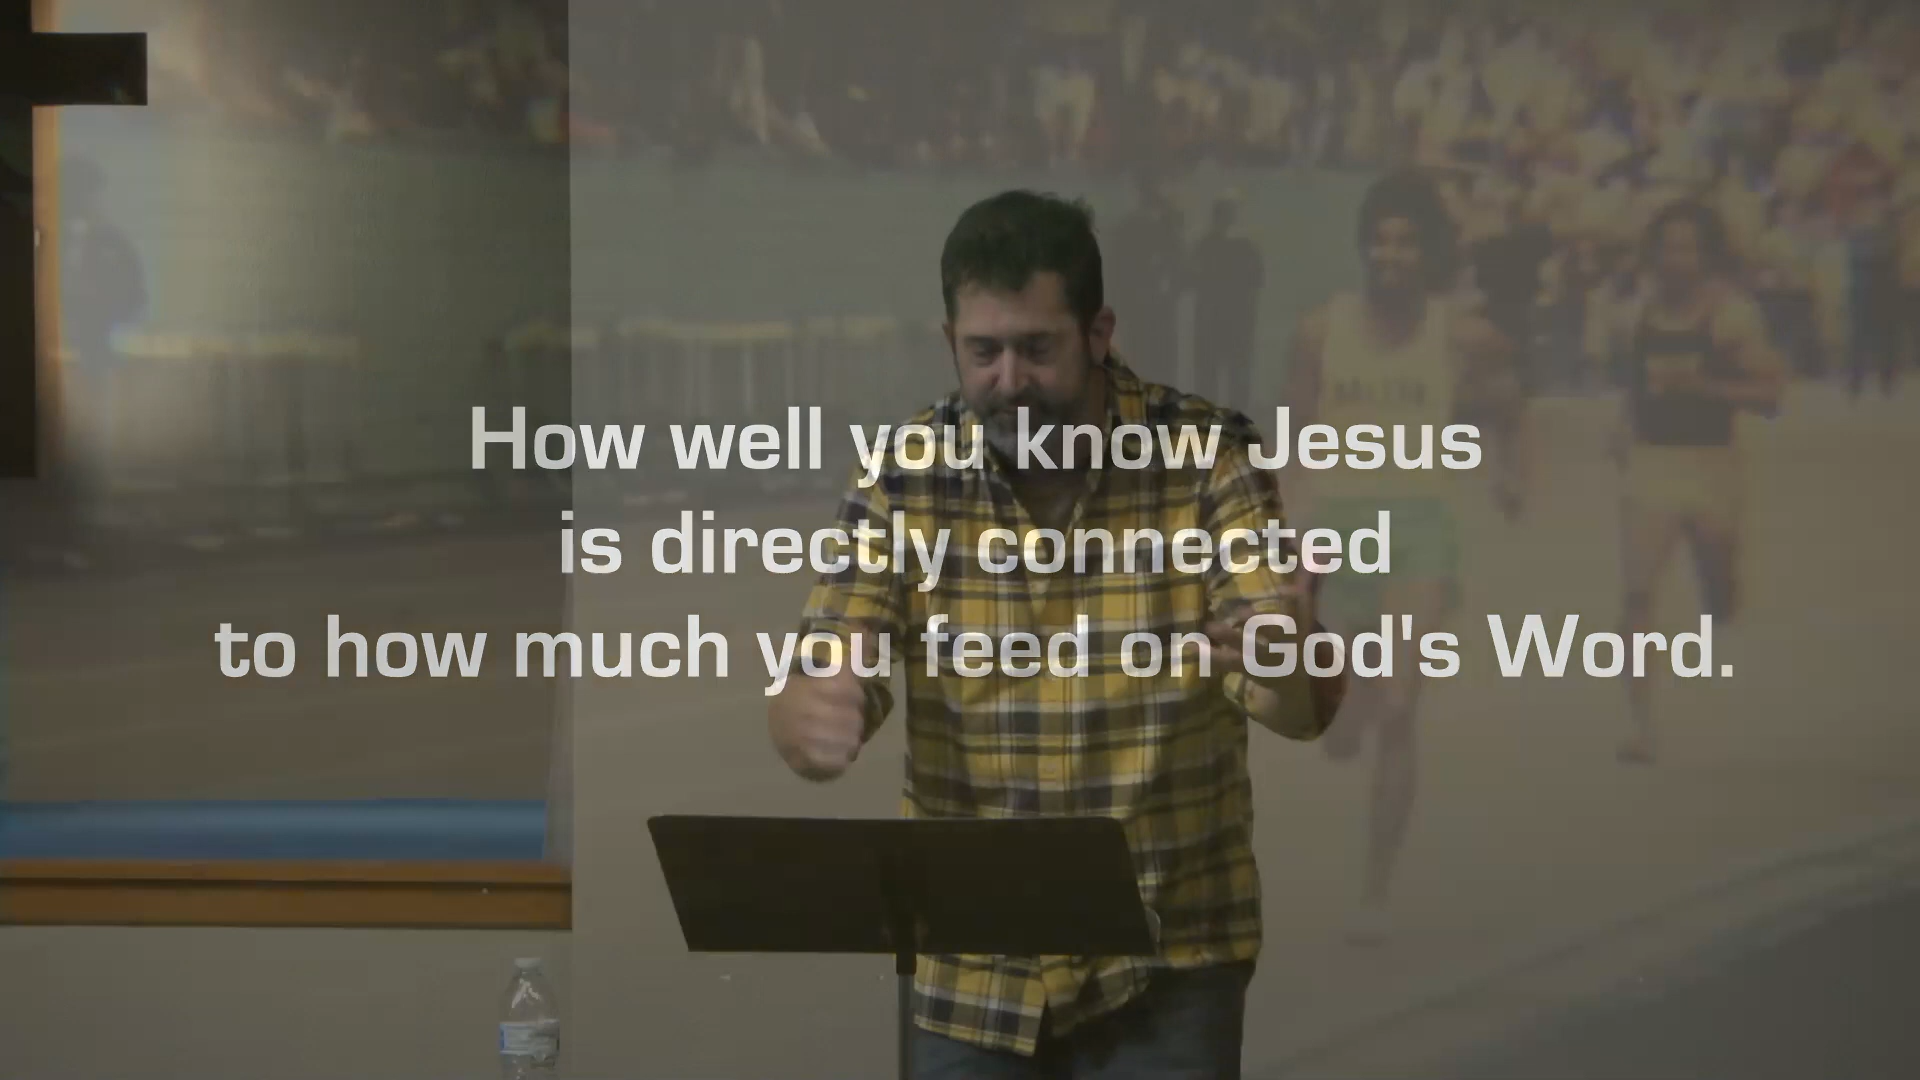 How well you know Jesus
is directly connected
to how much you feed on God's Word.